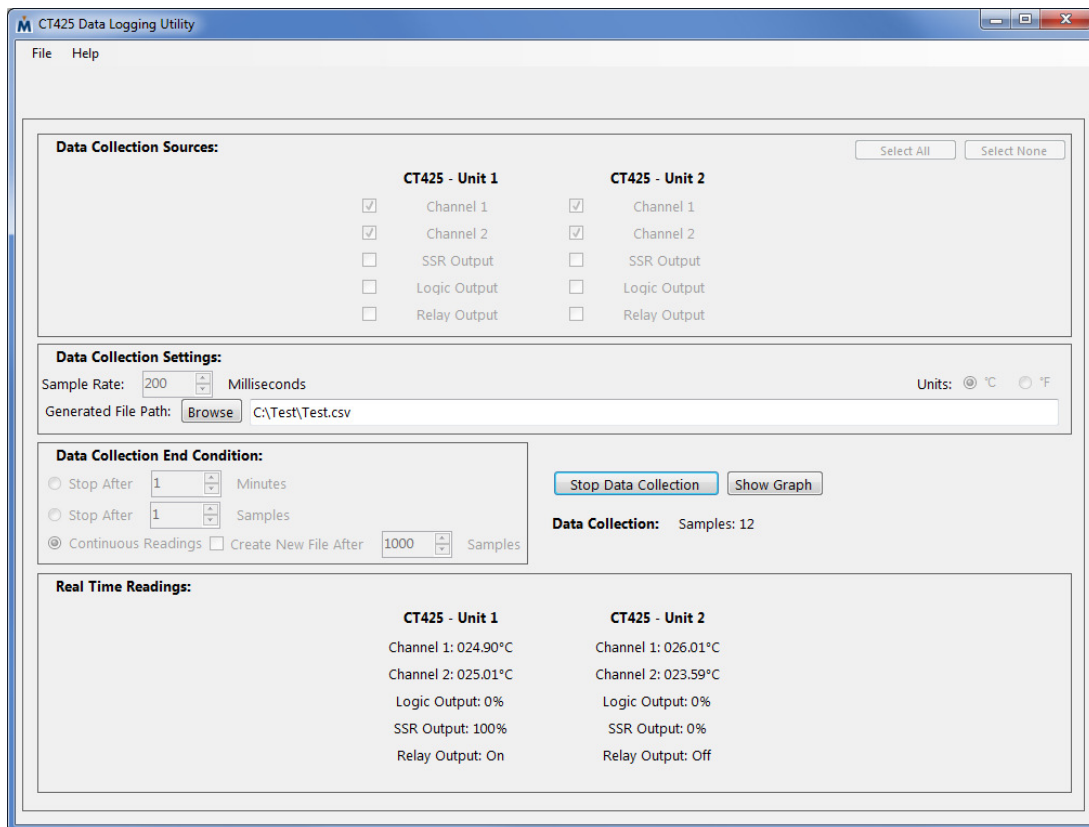 CT425 Data Logging Utility
File Help
Data Collection Sources:
Select All Select None
CT425 - Unit 1 CT425 - Unit 2
Channel 1 Channel 1
Channel 2 Channel 2
SSR Output SSR Output
Logic Output Logic Output
Relay Output Relay Output
Data Collection Settings:
Sample Rate: 200 Milliseconds Units: °C °F
Generated File Path: Browse C:\Test\Test.csv
Data Collection End Condition:
Stop After 1 Minutes
Stop After 1 Samples
Continuous Readings Create New File After 1000 Samples
Stop Data Collection Show Graph
Data Collection: Samples: 12
Real Time Readings:
CT425 - Unit 1 CT425 - Unit 2
Channel 1: 024.90°C Channel 1: 026.01°C
Channel 2: 025.01°C Channel 2: 023.59°C
Logic Output: 0% Logic Output: 0%
SSR Output: 100% SSR Output: 0%
Relay Output: On Relay Output: Off